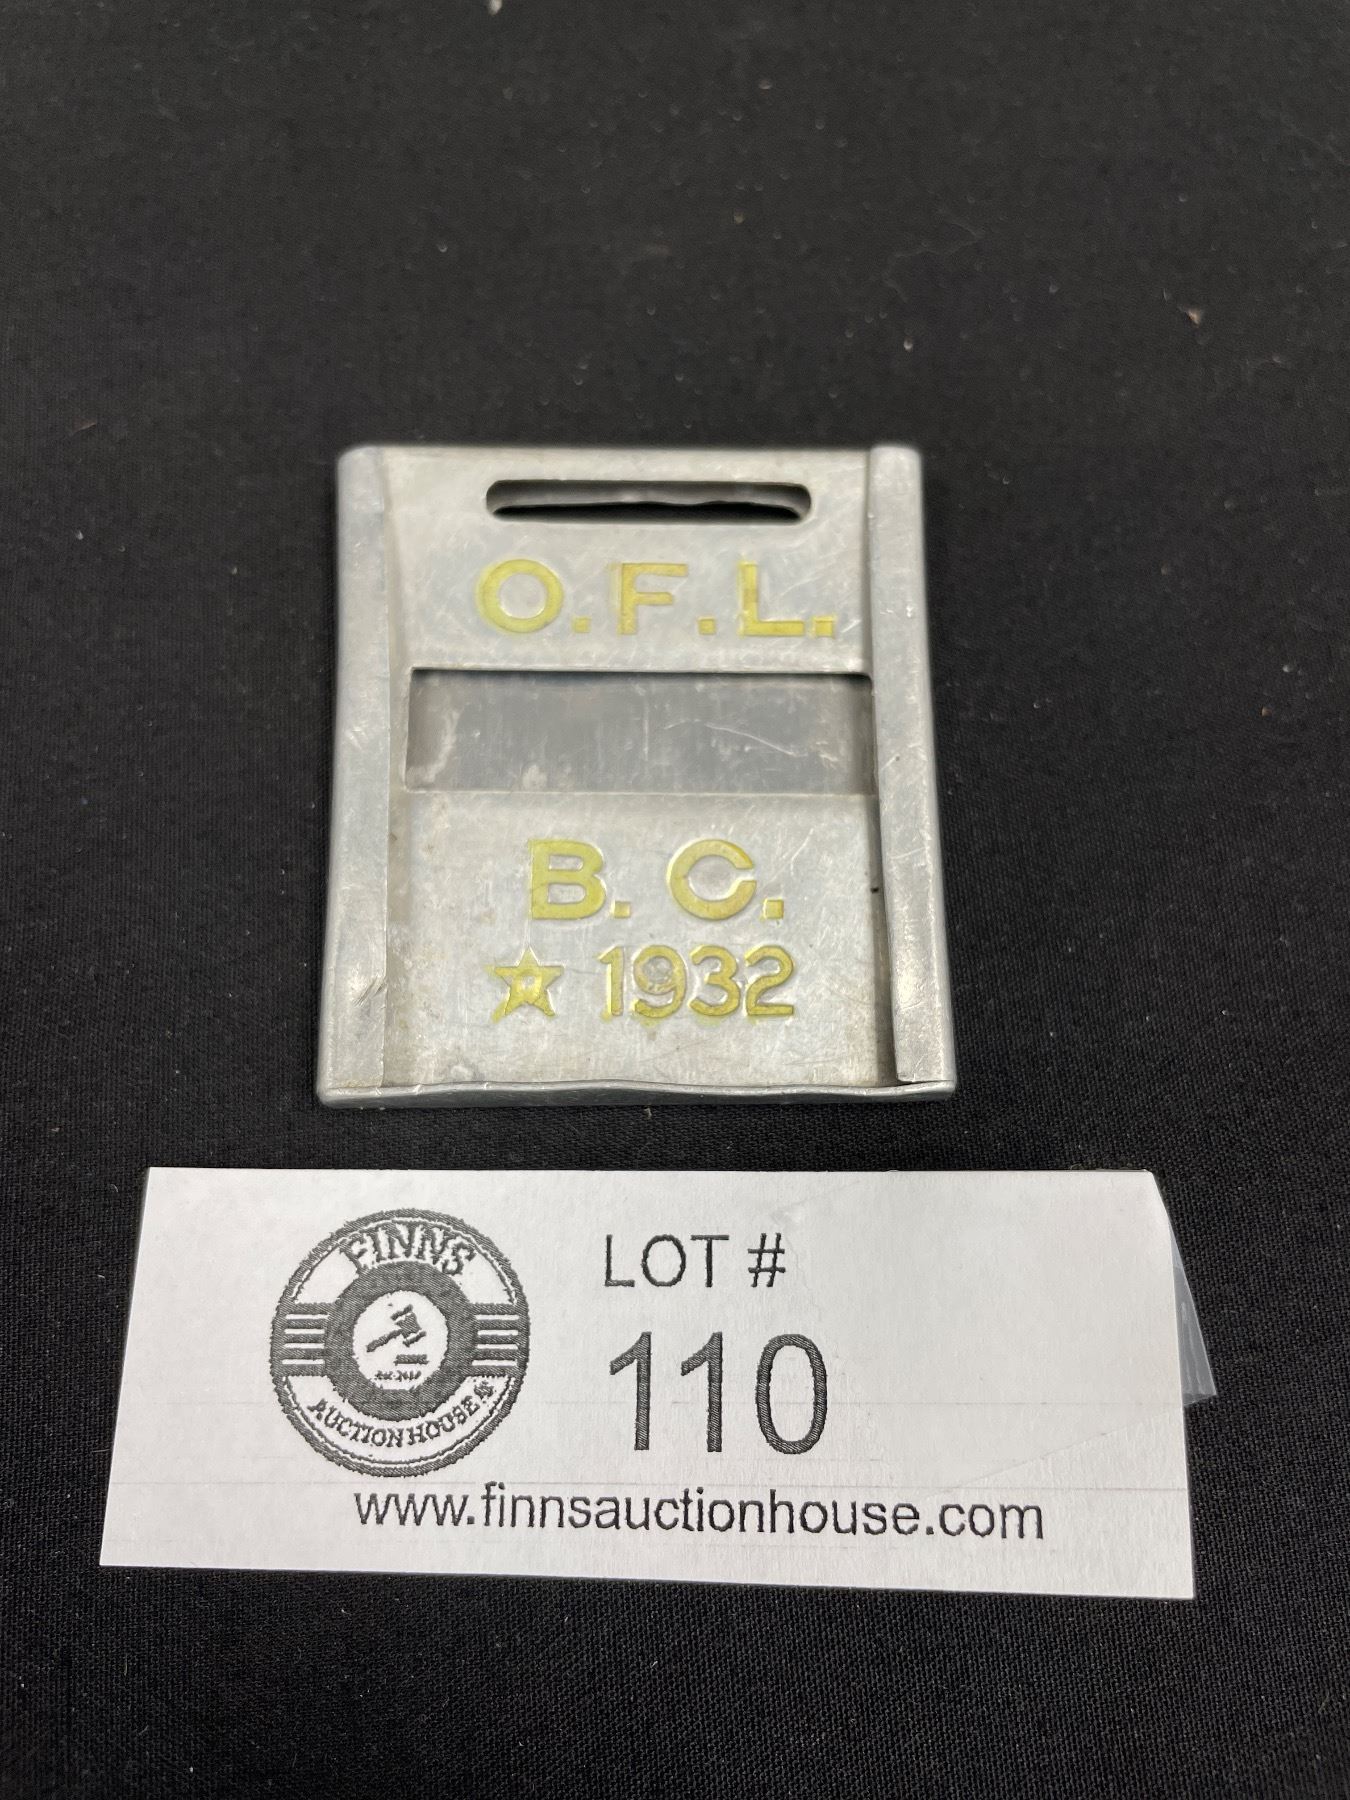 O.F.L.
B. C.
★ 1932
FINNS
AUCTION HOUSE
LOT #
110
www.finnsauctionhouse.com